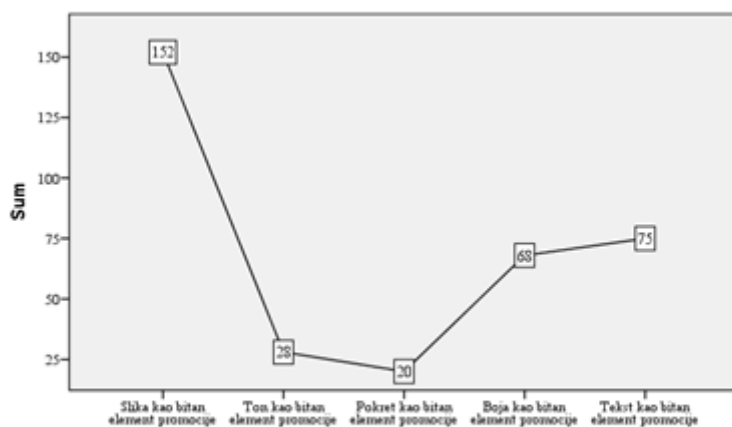 Sum
150
125
100
75
50
25
152
28
20
68
75
Slika kao bitan
element promocije
Ton kao bitan
element promocije
Pokret kao bitan
element promocije
Boja kao bitan
element promocije
Tekst kao bitan
element promocije